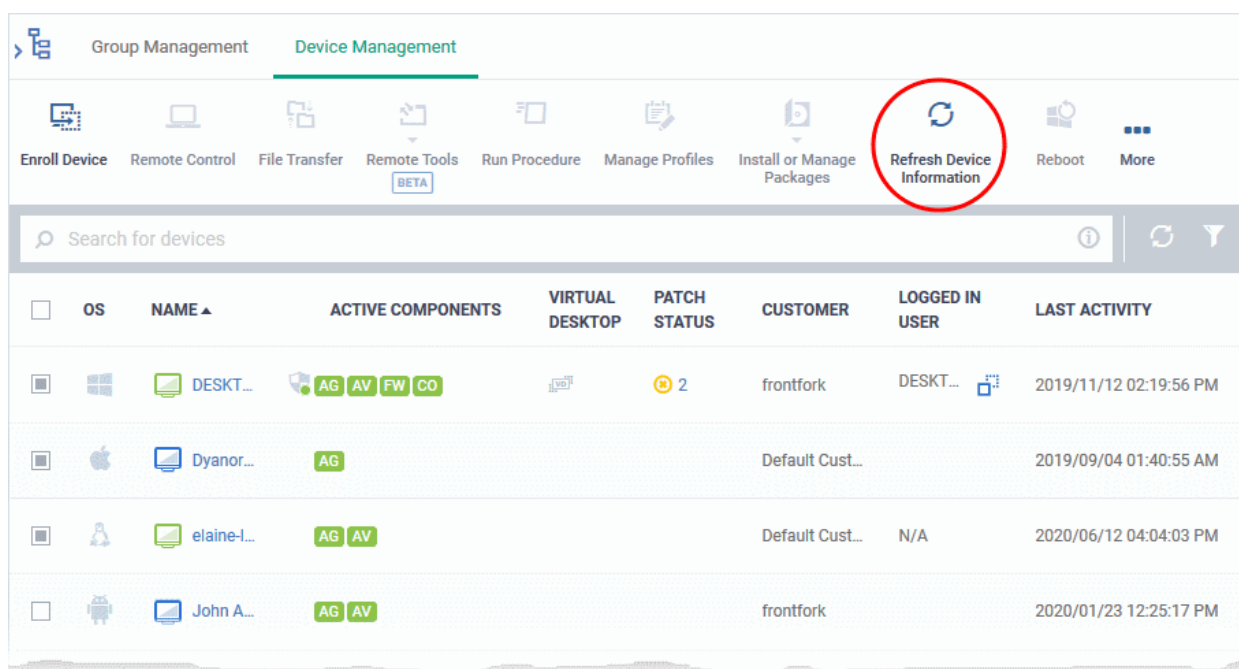 Group Management Device Management
Enroll Device Remote Control File Transfer Remote Tools Run Procedure Manage Profiles Install or Manage Refresh Device Reboot More
BETA Packages Information
Search for devices
OS NAME ACTIVE COMPONENTS VIRTUAL DESKTOP PATCH STATUS CUSTOMER LOGGED IN USER LAST ACTIVITY
DESKT... AG AV FW CO VD 2 frontfork DESKT... 2019/11/12 02:19:56 PM
Dyanor... AG Default Cust... 2019/09/04 01:40:55 AM
elaine-l... AG AV Default Cust... N/A 2020/06/12 04:04:03 PM
John A... AG AV frontfork 2020/01/23 12:25:17 PM